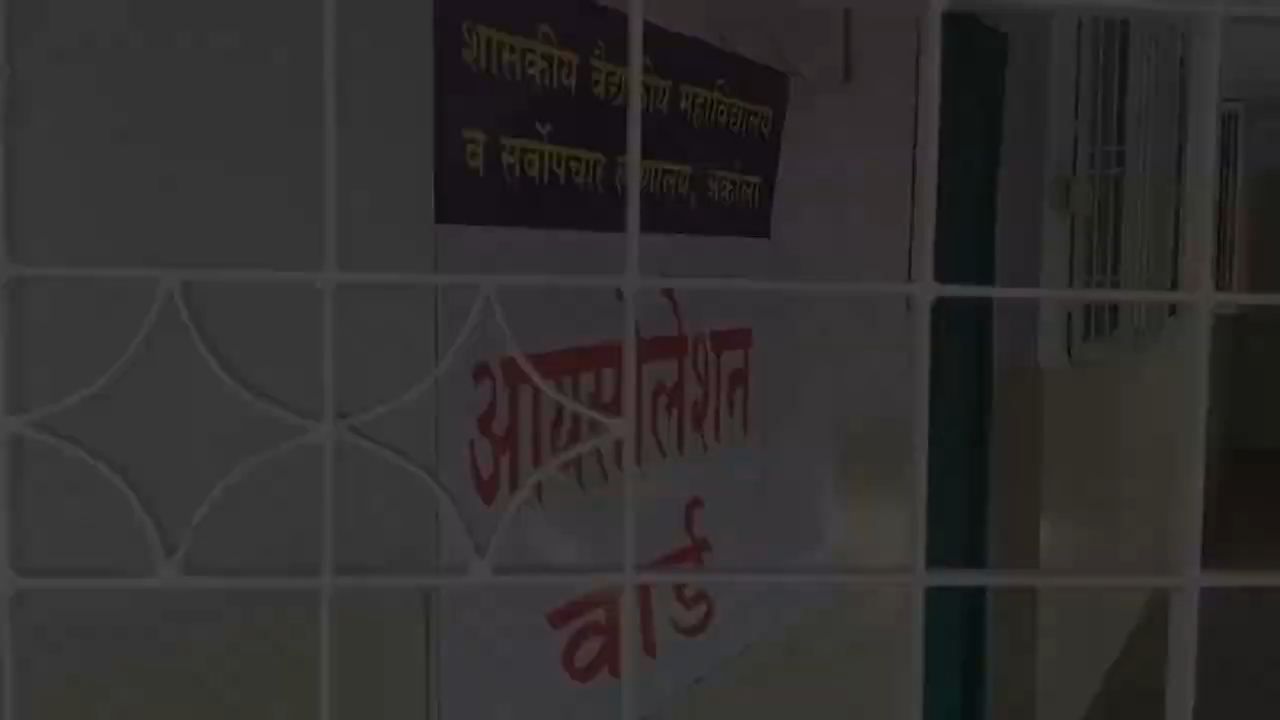 शासकीय वैद्यकीय महाविद्यालय
व सर्वोपचार रुग्णालय, अकोला
आयसोलेशन
वार्ड